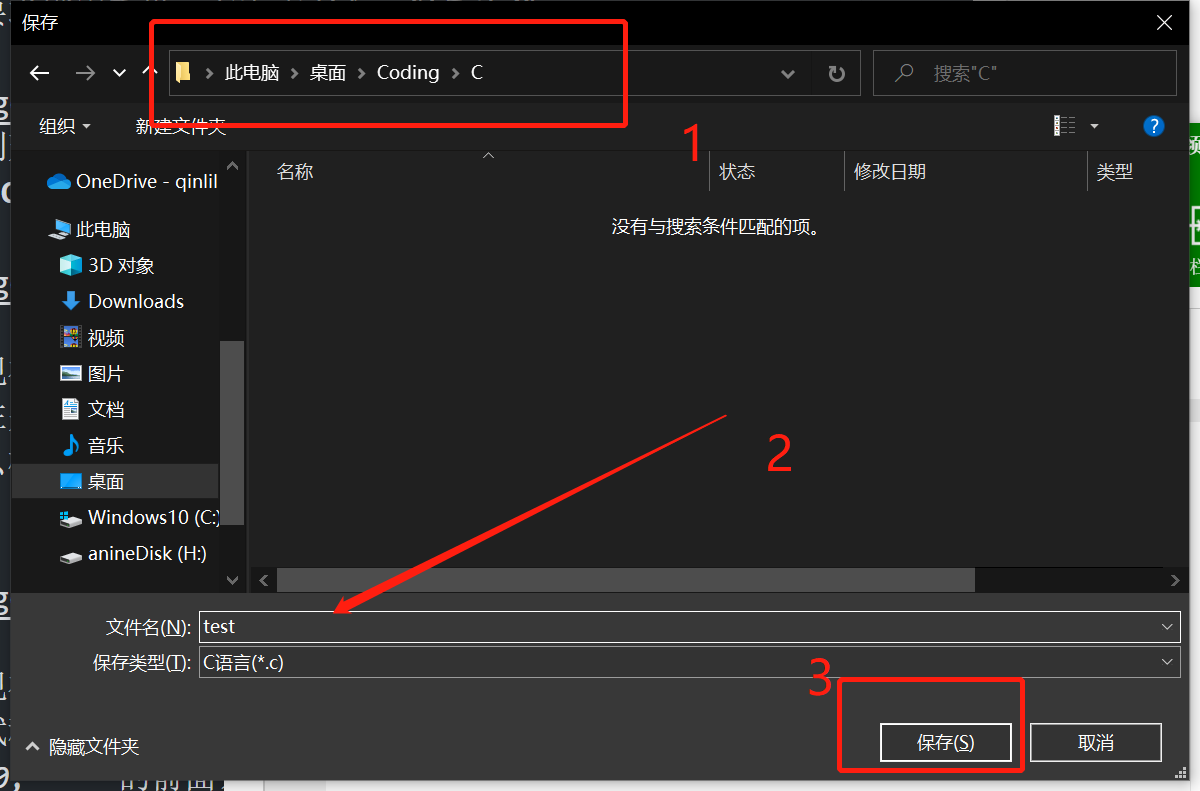 保存
此电脑 > 桌面 > Coding > C
搜索"C"
1
组织
新建文件夹
名称
状态
修改日期
类型
没有与搜索条件匹配的项。
OneDrive - qinlil
此电脑
3D 对象
Downloads
视频
图片
文档
音乐
桌面
Windows10 (C:)
anineDisk (H:)
2
文件名(N):
test
保存类型(T):
C语言(*.c)
3
隐藏文件夹
保存(S)
取消
的前面